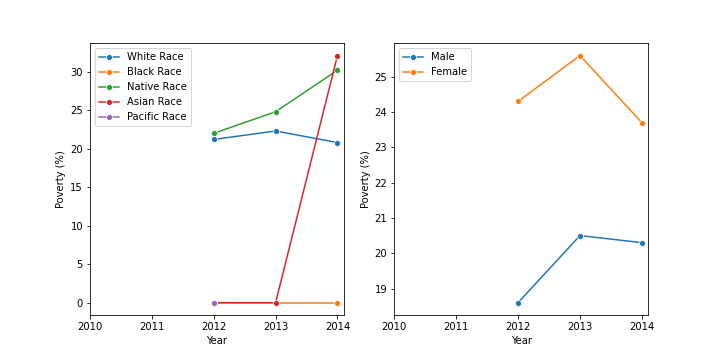 White Race
Black Race
Native Race
Asian Race
Pacific Race
30
25
20
15
10
5
0
Poverty (%)
2010 2011 2012 2013 2014
Year
Male
Female
25
24
23
22
21
20
19
Poverty (%)
2010 2011 2012 2013 2014
Year